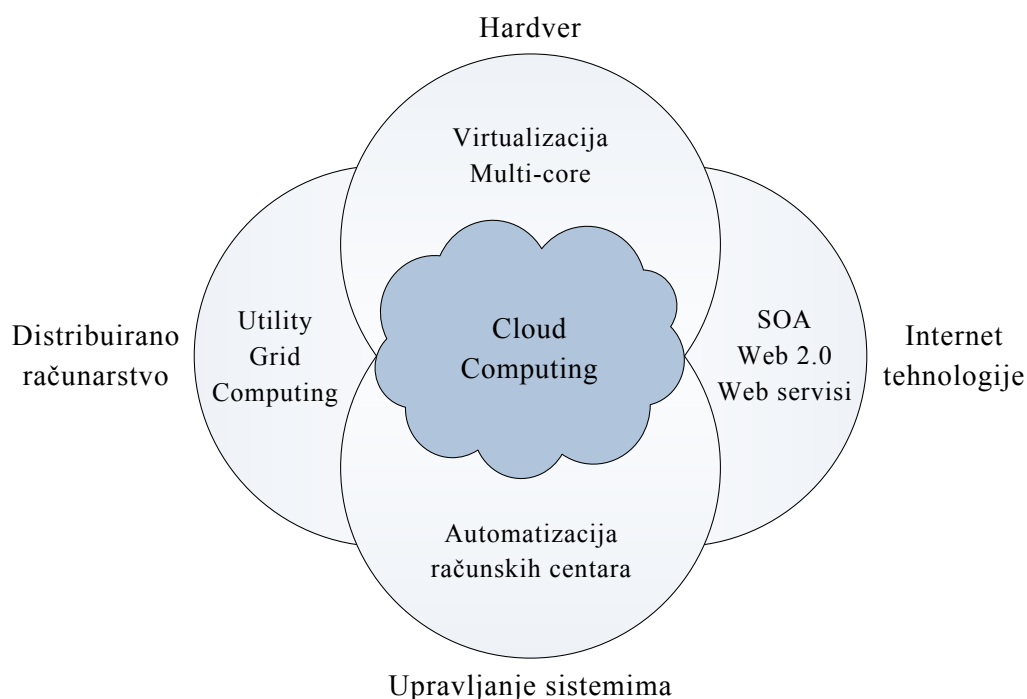 Hardver
Virtualizacija
Multi-core
Distribuirano
računarstvo
Utility
Grid
Computing
Cloud
Computing
SOA
Web 2.0
Web servisi
Internet
tehnologije
Automatizacija
računskih centara
Upravljanje sistemima